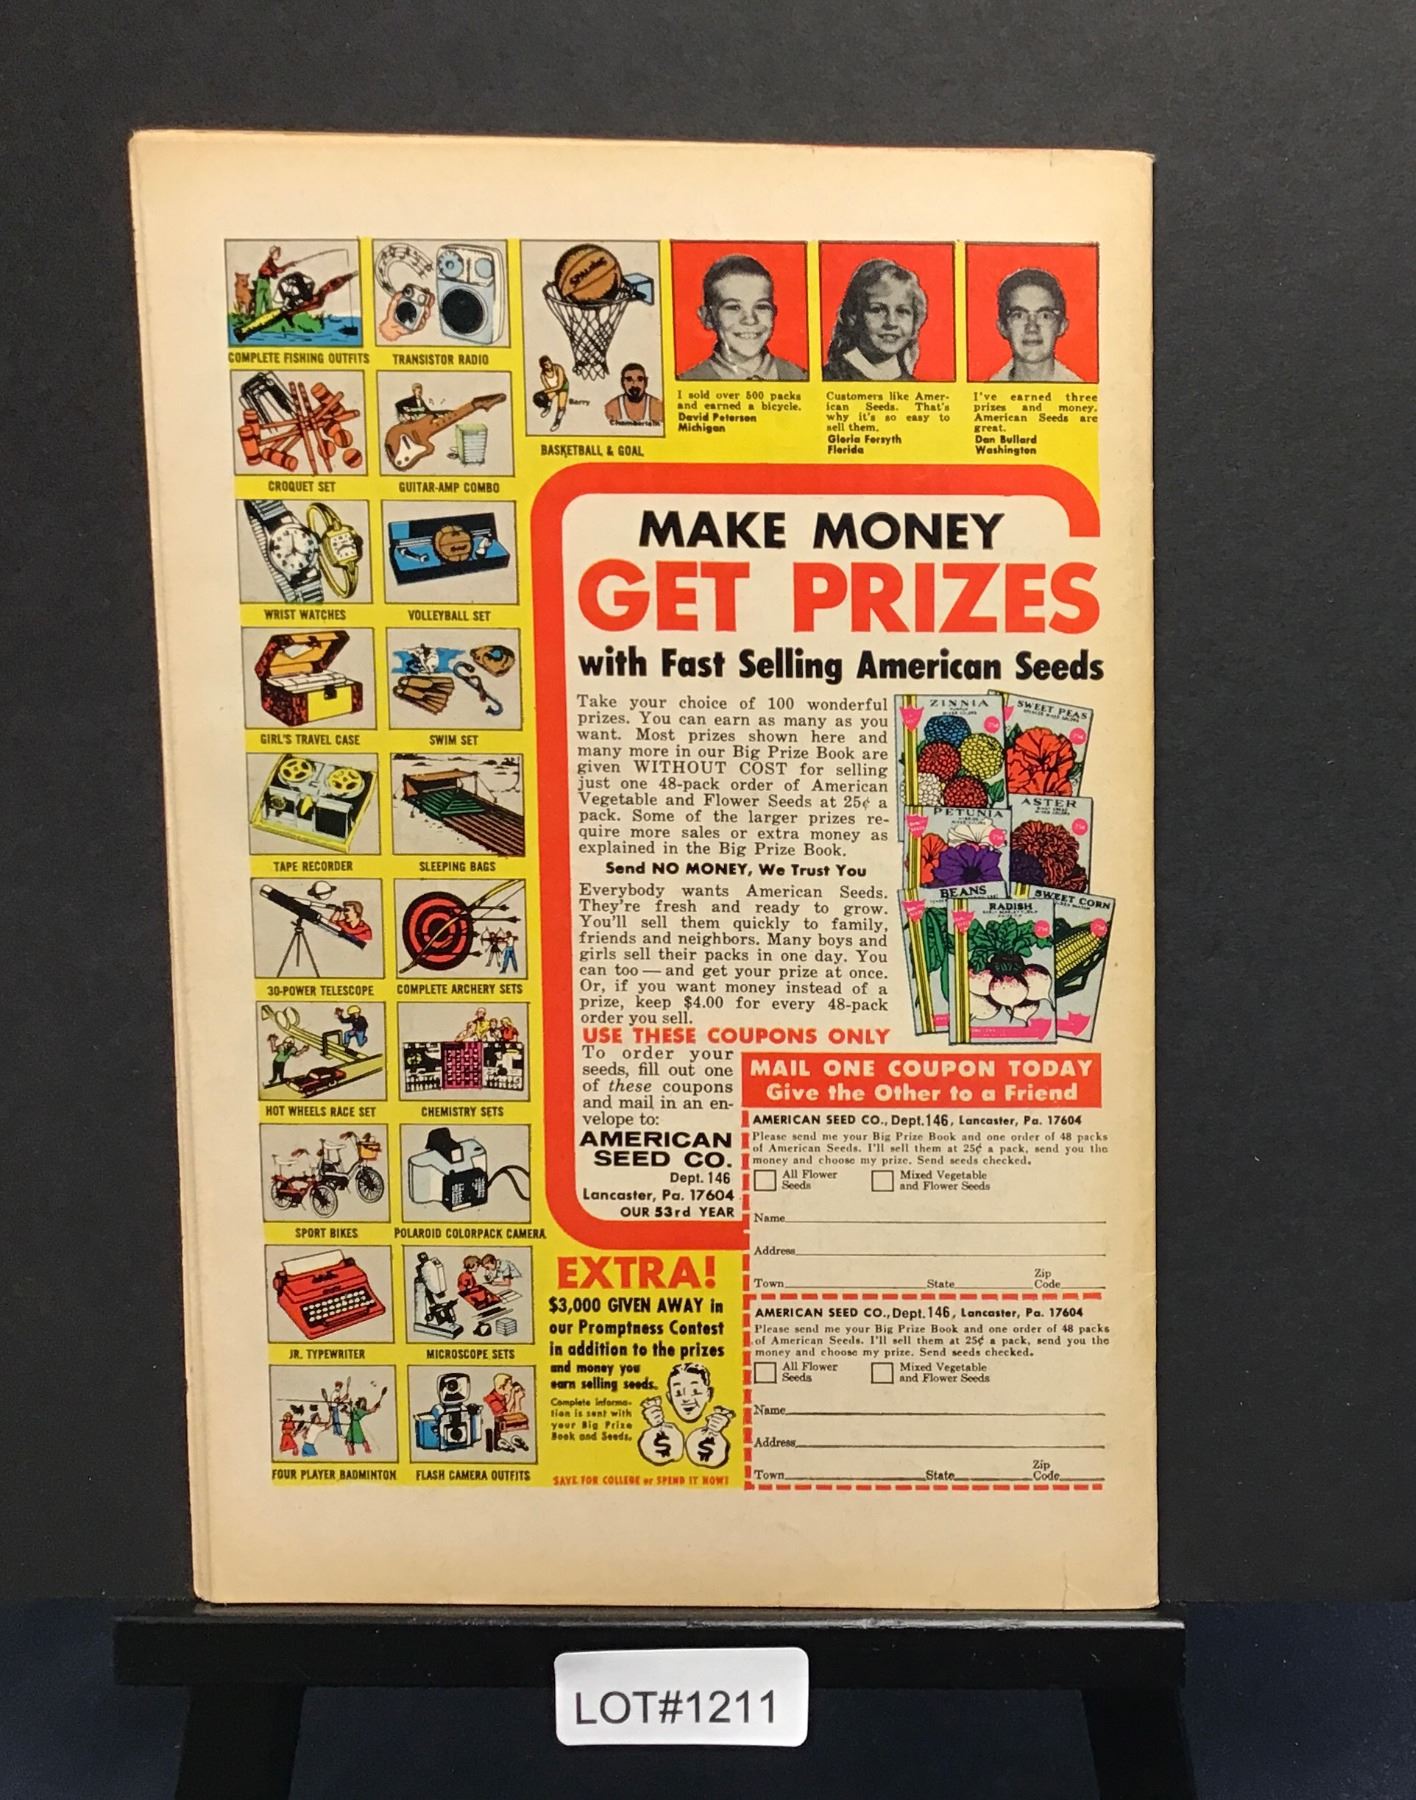 COMPLETE FISHING OUTFITS
TRANSISTOR RADIO
SPALDING
Barry
Chamberlain
BASKETBALL & GOAL
CROQUET SET
GUITAR-AMP COMBO
WRIST WATCHES
VOLLEYBALL SET
GIRL'S TRAVEL CASE
SWIM SET
TAPE RECORDER
SLEEPING BAGS
30-POWER TELESCOPE
COMPLETE ARCHERY SETS
HOT WHEELS RACE SET
CHEMISTRY SETS
SPORT BIKES
POLAROID COLORPACK CAMERA
JR. TYPEWRITER
MICROSCOPE SETS
FOUR PLAYER BADMINTON
FLASH CAMERA OUTFITS
I sold over 500 packs
and earned a bicycle.
David Peterson
Michigan
Customers like Amer-
ican Seeds. That's
why it's so easy to
sell them.
Gloria Forsyth
Florida
I've earned three
prizes and money.
American Seeds are
great.
Dan Bullard
Washington
MAKE MONEY
GET PRIZES
with Fast Selling American Seeds
Take your choice of 100 wonderful
prizes. You can earn as many as you
want. Most prizes shown here and
many more in our Big Prize Book are
given WITHOUT COST for selling
just one 48-pack order of American
Vegetable and Flower Seeds at 25¢ a
pack. Some of the larger prizes re-
quire more sales or extra money as
explained in the Big Prize Book.
Send NO MONEY, We Trust You
Everybody wants American Seeds.
They're fresh and ready to grow.
You'll sell them quickly to family,
friends and neighbors. Many boys and
girls sell their packs in one day. You
can too — and get your prize at once.
Or, if you want money instead of a
prize, keep $4.00 for every 48-pack
order you sell.
ZINNIA
SWEET PEAS
PETUNIA
ASTER
BEANS
RADISH
SWEET CORN
USE THESE COUPONS ONLY
To order your
seeds, fill out one
of these coupons
and mail in an en-
velope to:
AMERICAN
SEED CO.
Dept. 146
Lancaster, Pa. 17604
OUR 53rd YEAR
MAIL ONE COUPON TODAY
Give the Other to a Friend
AMERICAN SEED CO., Dept. 146, Lancaster, Pa. 17604
Please send me your Big Prize Book and one order of 48 packs
of American Seeds. I'll sell them at 25¢ a pack, send you the
money and choose my prize. Send seeds checked.
All Flower Seeds
Mixed Vegetable and Flower Seeds
Name
Address
Town State Zip Code
AMERICAN SEED CO., Dept. 146, Lancaster, Pa. 17604
Please send me your Big Prize Book and one order of 48 packs
of American Seeds. I'll sell them at 25¢ a pack, send you the
money and choose my prize. Send seeds checked.
All Flower Seeds
Mixed Vegetable and Flower Seeds
Name
Address
Town State Zip Code
EXTRA!
$3,000 GIVEN AWAY in
our Promptness Contest
in addition to the prizes
and money you
earn selling seeds.
Complete informa-
tion is sent with
your Big Prize
Book and Seeds.
$ $
SAVE FOR COLLEGE or SPEND IT NOW!
LOT#1211